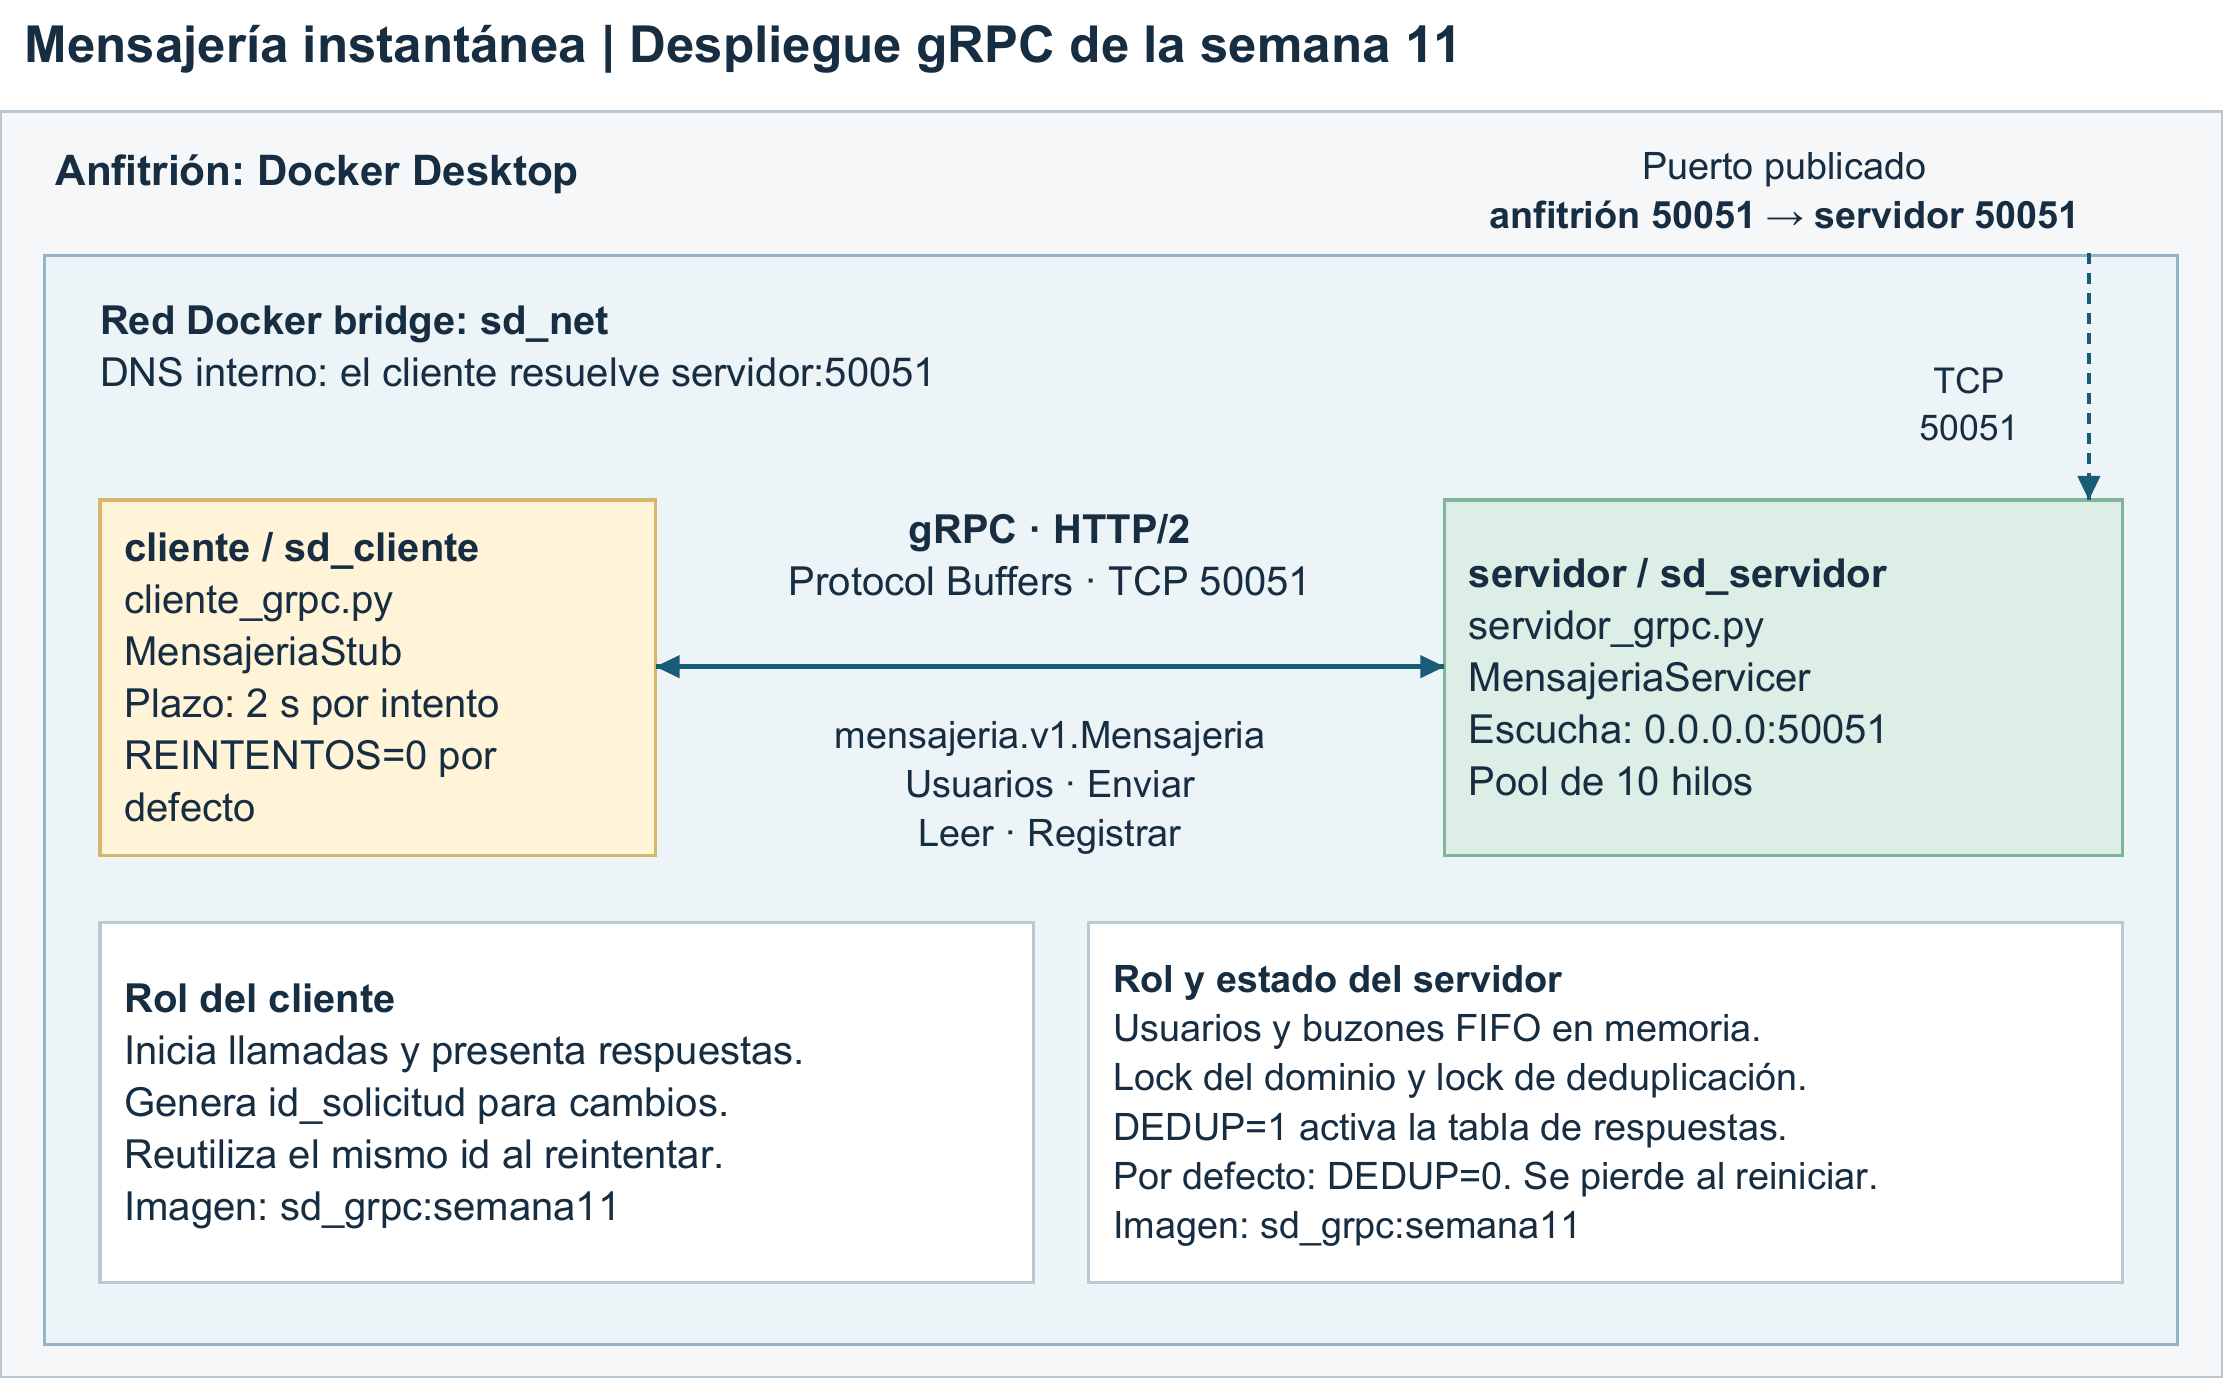 Mensajería instantánea | Despliegue gRPC de la semana 11
Anfitrión: Docker Desktop
Puerto publicado
anfitrión 50051 → servidor 50051
Red Docker bridge: sd_net
DNS interno: el cliente resuelve servidor:50051
TCP
50051
cliente / sd_cliente
cliente_grpc.py
MensajeriaStub
Plazo: 2 s por intento
REINTENTOS=0 por
defecto
gRPC · HTTP/2
Protocol Buffers · TCP 50051
mensajeria.v1.Mensajeria
Usuarios · Enviar
Leer · Registrar
servidor / sd_servidor
servidor_grpc.py
MensajeriaServicer
Escucha: 0.0.0.0:50051
Pool de 10 hilos
Rol del cliente
Inicia llamadas y presenta respuestas.
Genera id_solicitud para cambios.
Reutiliza el mismo id al reintentar.
Imagen: sd_grpc:semana11
Rol y estado del servidor
Usuarios y buzones FIFO en memoria.
Lock del dominio y lock de deduplicación.
DEDUP=1 activa la tabla de respuestas.
Por defecto: DEDUP=0. Se pierde al reiniciar.
Imagen: sd_grpc:semana11